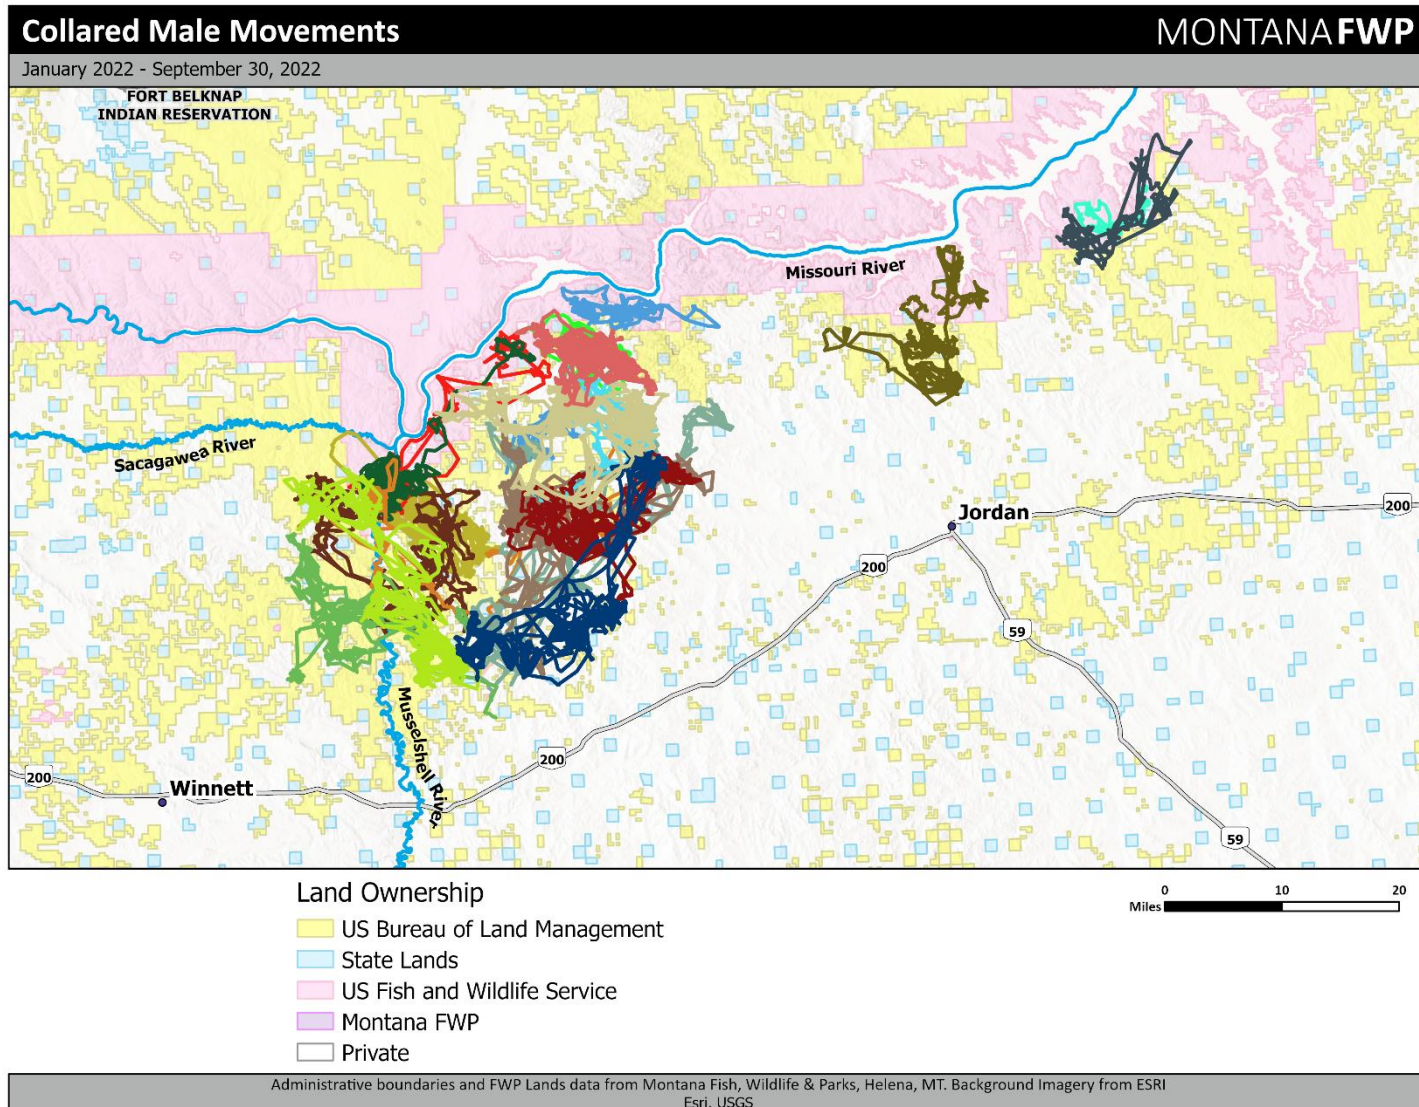 Collared Male Movements
MONTANA FWP
January 2022 - September 30, 2022
FORT BELKNAP
INDIAN RESERVATION
Missouri River
Sacagawea River
Jordan
200
200
59
Musselshell River
200
200
Winnett
59
Land Ownership
US Bureau of Land Management
State Lands
US Fish and Wildlife Service
Montana FWP
Private
0 10 20
Miles
Administrative boundaries and FWP Lands data from Montana Fish, Wildlife & Parks, Helena, MT. Background Imagery from ESRI
Esri, USGS